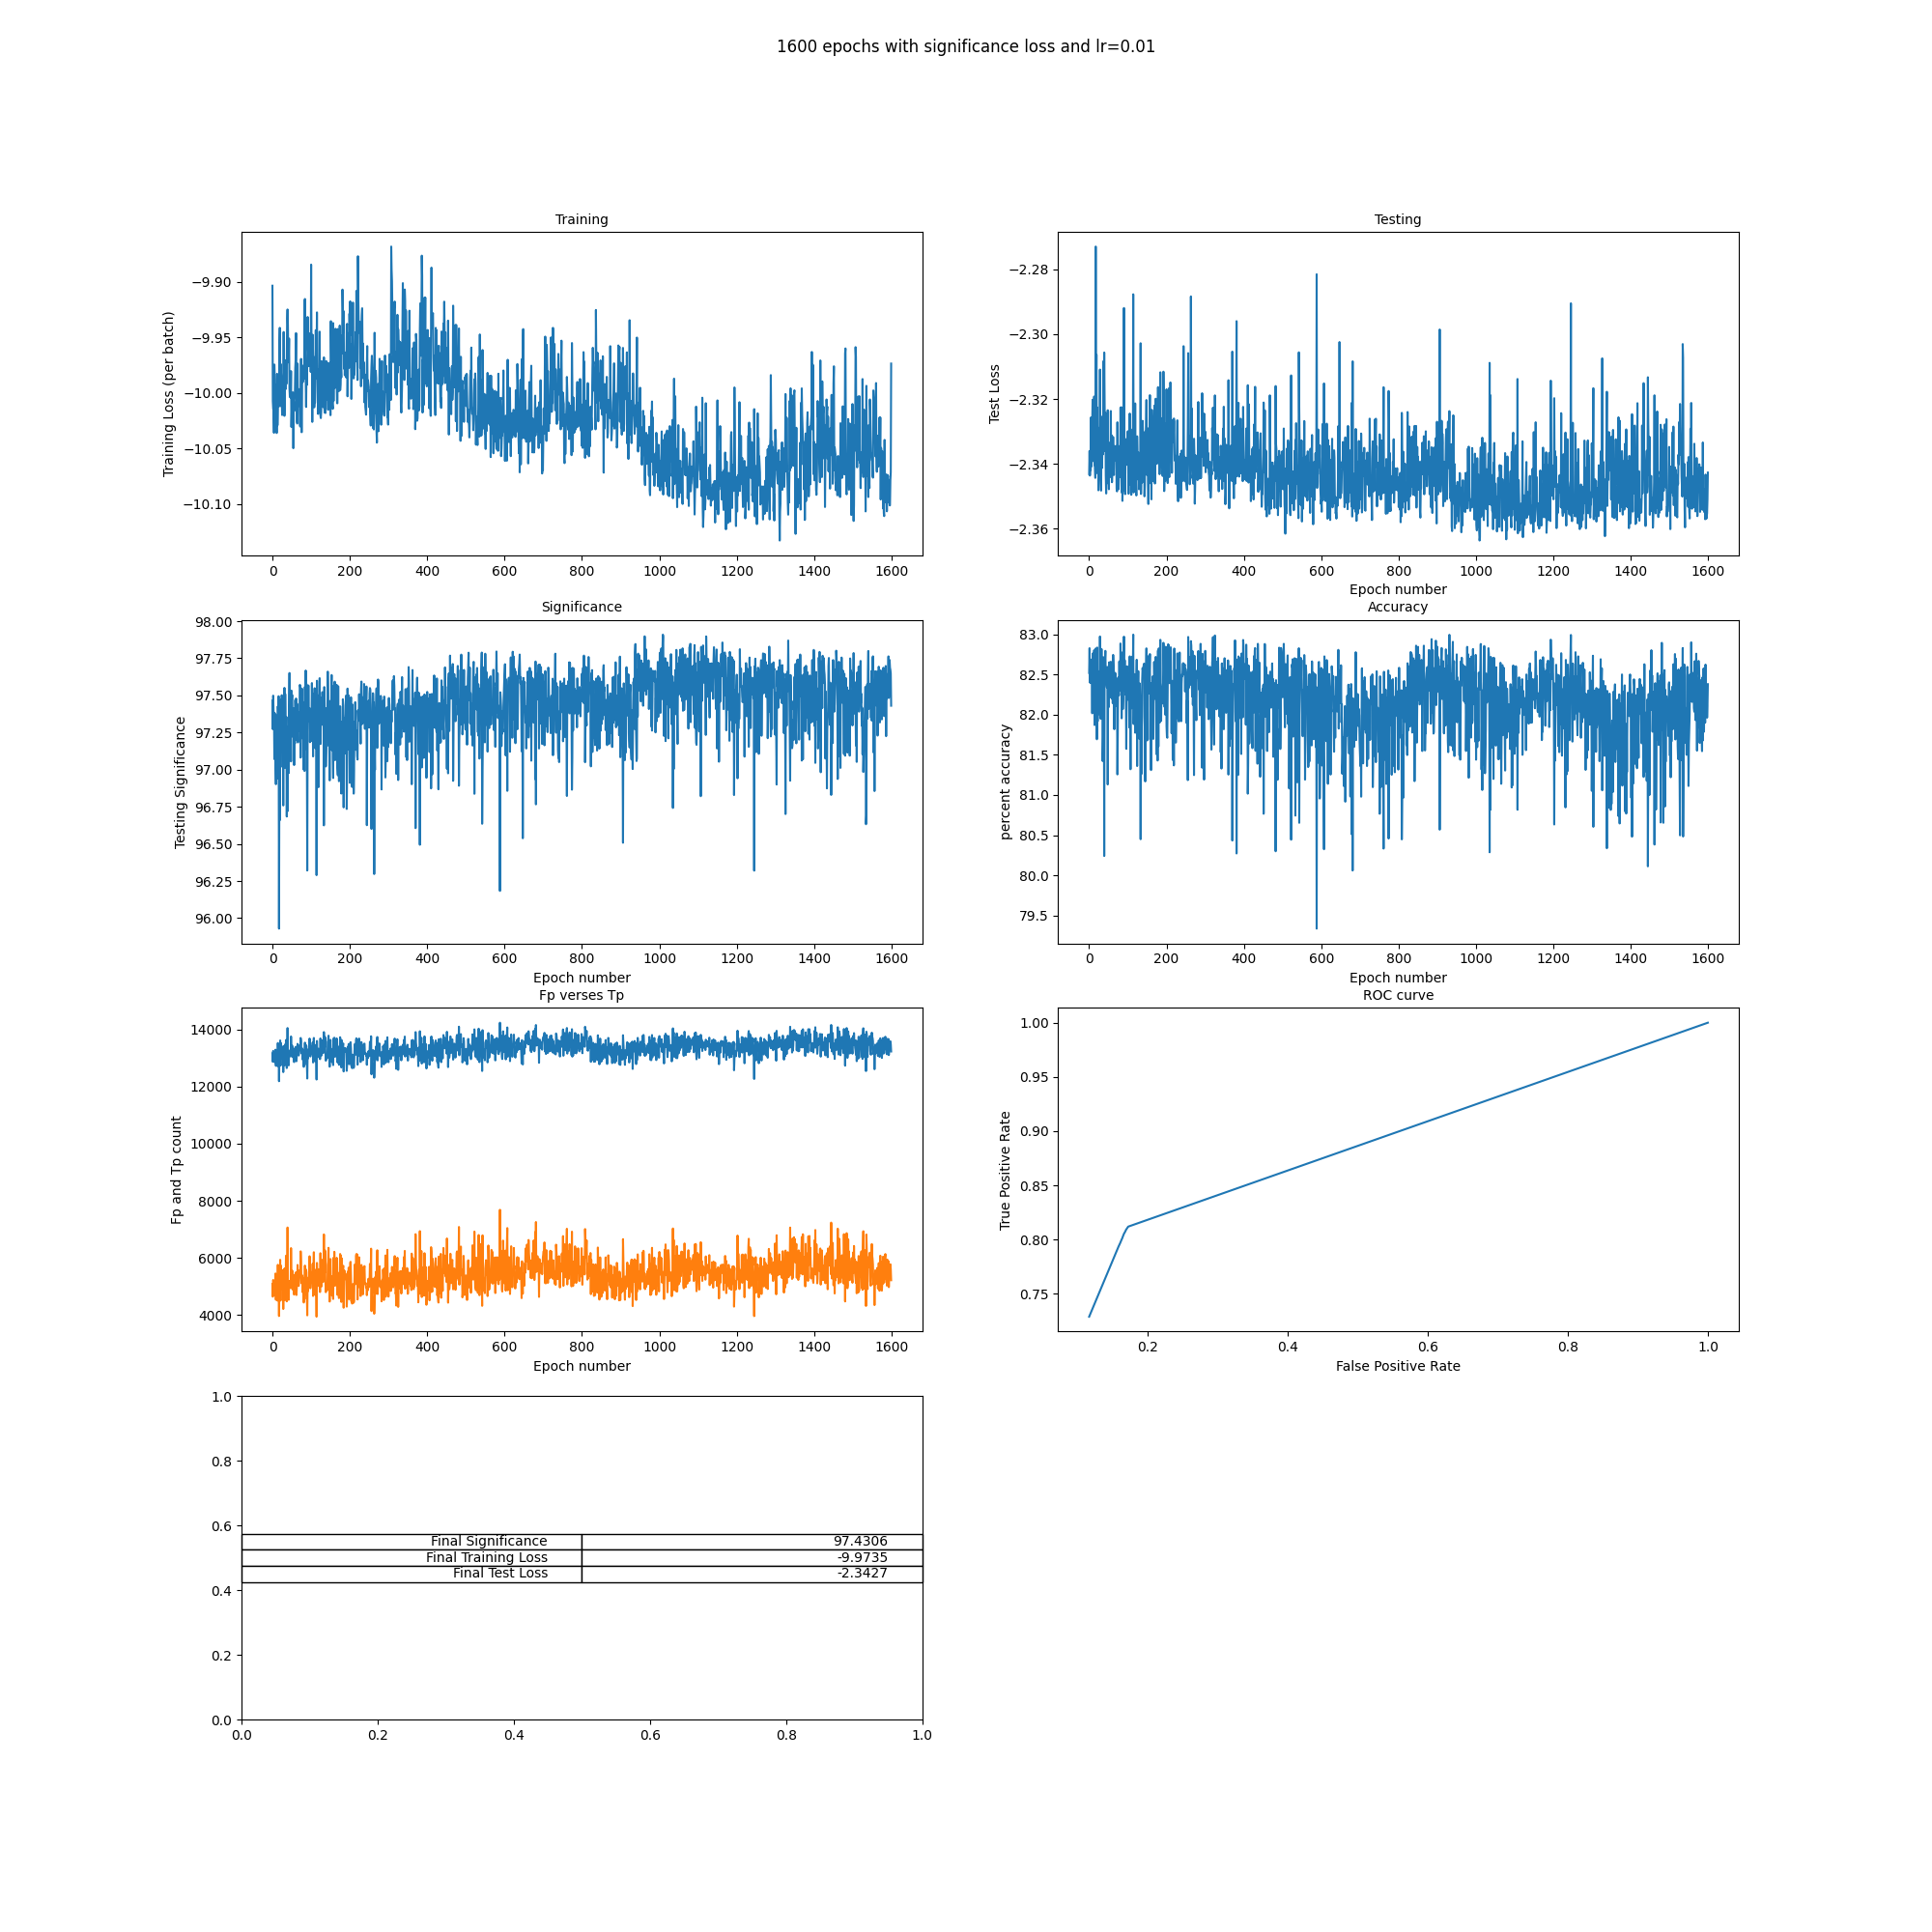 1600 epochs with significance loss and lr=0.01
Training
Training Loss (per batch)
−9.90
−9.95
−10.00
−10.05
−10.10
0 200 400 600 800 1000 1200 1400 1600
Testing
Test Loss
−2.28
−2.30
−2.32
−2.34
−2.36
0 200 400 600 800 1000 1200 1400 1600
Epoch number
Significance
Testing Significance
98.00
97.75
97.50
97.25
97.00
96.75
96.50
96.25
96.00
0 200 400 600 800 1000 1200 1400 1600
Epoch number
Accuracy
percent accuracy
83.0
82.5
82.0
81.5
81.0
80.5
80.0
79.5
0 200 400 600 800 1000 1200 1400 1600
Epoch number
Fp verses Tp
Fp and Tp count
14000
12000
10000
8000
6000
4000
0 200 400 600 800 1000 1200 1400 1600
Epoch number
ROC curve
True Positive Rate
1.00
0.95
0.90
0.85
0.80
0.75
0.2 0.4 0.6 0.8 1.0
False Positive Rate
1.0
0.8
0.6
Final Significance 97.4306
Final Training Loss -9.9735
Final Test Loss -2.3427
0.4
0.2
0.0
0.0 0.2 0.4 0.6 0.8 1.0